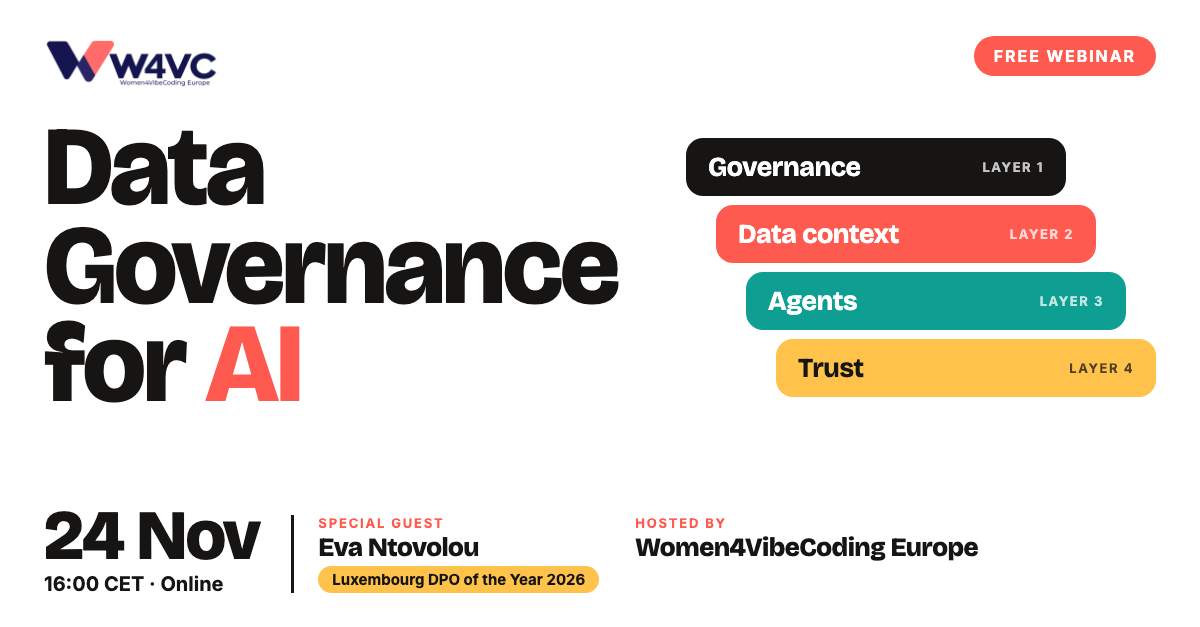 W4VC
Women4VibeCoding Europe
FREE WEBINAR
Data
Governance
for AI
Governance LAYER 1
Data context LAYER 2
Agents LAYER 3
Trust LAYER 4
24 Nov
16:00 CET · Online
SPECIAL GUEST
Eva Ntovolou
Luxembourg DPO of the Year 2026
HOSTED BY
Women4VibeCoding Europe